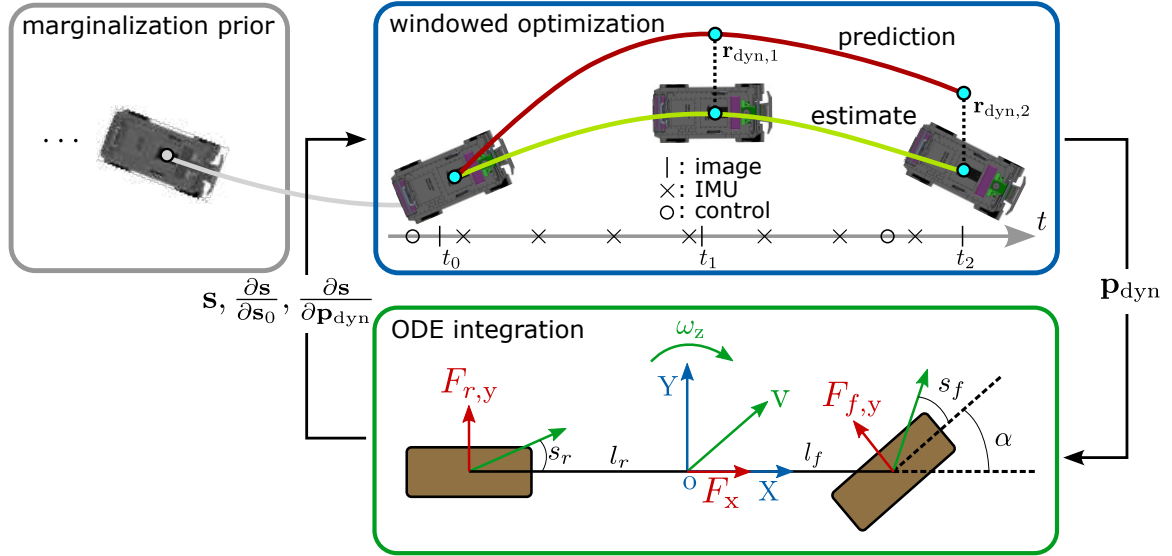 marginalization prior
. . .
windowed optimization
prediction
r_dyn,1
r_dyn,2
estimate
| : image
× : IMU
○ : control
t
t_0
t_1
t_2
s, ∂s/∂s_0, ∂s/∂p_dyn
p_dyn
ODE integration
ω_z
F_r,y
Y
v
F_f,y
s_f
s_r
l_r
l_f
α
o
F_x
X